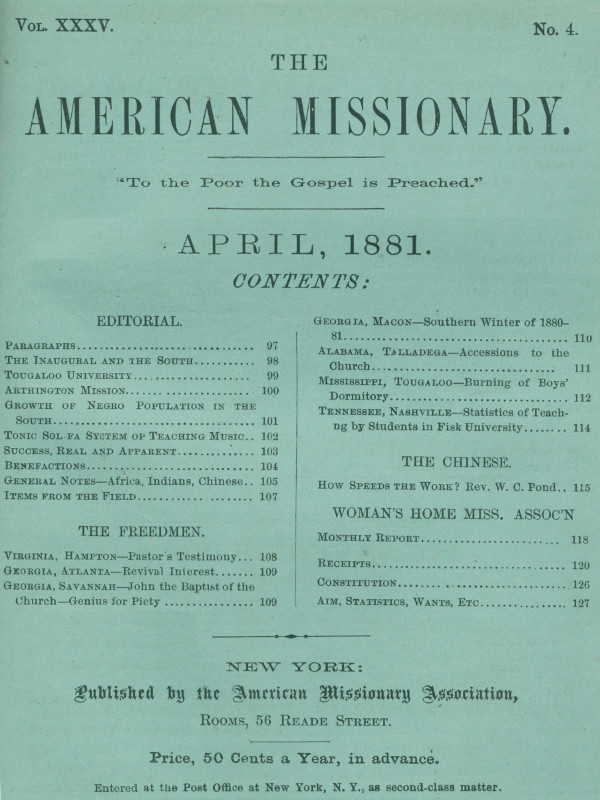 VOL. XXXV.
No. 4.
THE
AMERICAN MISSIONARY.
"To the Poor the Gospel is Preached."
APRIL, 1881.
CONTENTS:
EDITORIAL.
PARAGRAPHS.................................. 97
THE INAUGURAL AND THE SOUTH........... 98
TOUGALOO UNIVERSITY....................... 99
ARTHINGTON MISSION......................... 100
GROWTH OF NEGRO POPULATION IN THE
SOUTH...................................... 101
TONIC SOL-FA SYSTEM OF TEACHING MUSIC.. 102
SUCCESS, REAL AND APPARENT............... 103
BENEFACTIONS................................ 104
GENERAL NOTES—Africa, Indians, Chinese.. 105
ITEMS FROM THE FIELD...................... 107
THE FREEDMEN.
VIRGINIA, HAMPTON—Pastor's Testimony... 108
GEORGIA, ATLANTA—Revival Interest....... 109
GEORGIA, SAVANNAH—John the Baptist of the
Church—Genius for Piety ................. 109
GEORGIA, MACON—Southern Winter of 1880–
81........................................... 110
ALABAMA, TALLADEGA—Accessions to the
Church................................... 111
MISSISSIPPI, TOUGALOO—Burning of Boys'
Dormitory................................. 112
TENNESSEE, NASHVILLE—Statistics of Teach-
ing by Students in Fisk University........ 114
THE CHINESE.
HOW SPEEDS THE WORK? Rev. W. C. Pond.. 115
WOMAN'S HOME MISS. ASSOC'N
MONTHLY REPORT........................... 118
RECEIPTS..................................... 120
CONSTITUTION................................ 126
AIM, STATISTICS, WANTS, ETC................ 127
NEW YORK:
Published by the American Missionary Association,
ROOMS, 56 READE STREET.
Price, 50 Cents a Year, in advance.
Entered at the Post Office at New York, N. Y., as second-class matter.